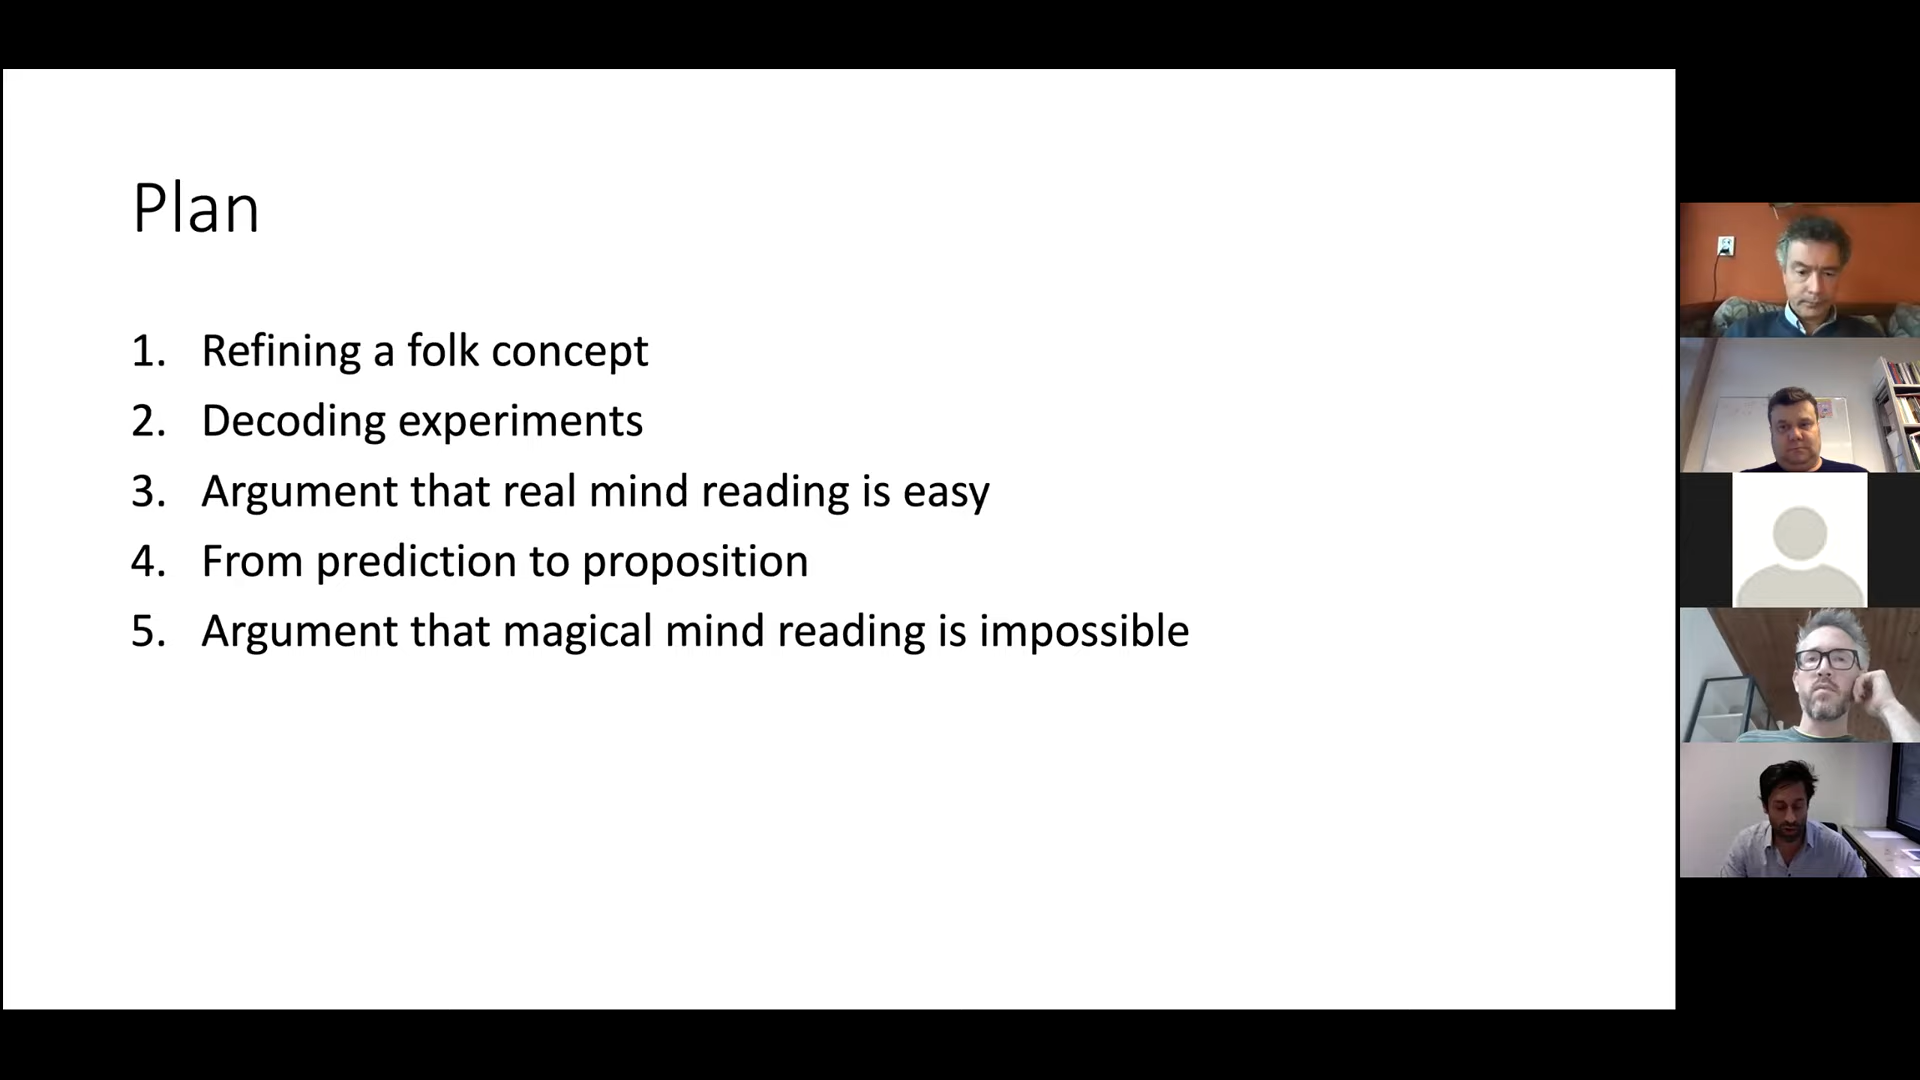 Plan
1. Refining a folk concept
2. Decoding experiments
3. Argument that real mind reading is easy
4. From prediction to proposition
5. Argument that magical mind reading is impossible